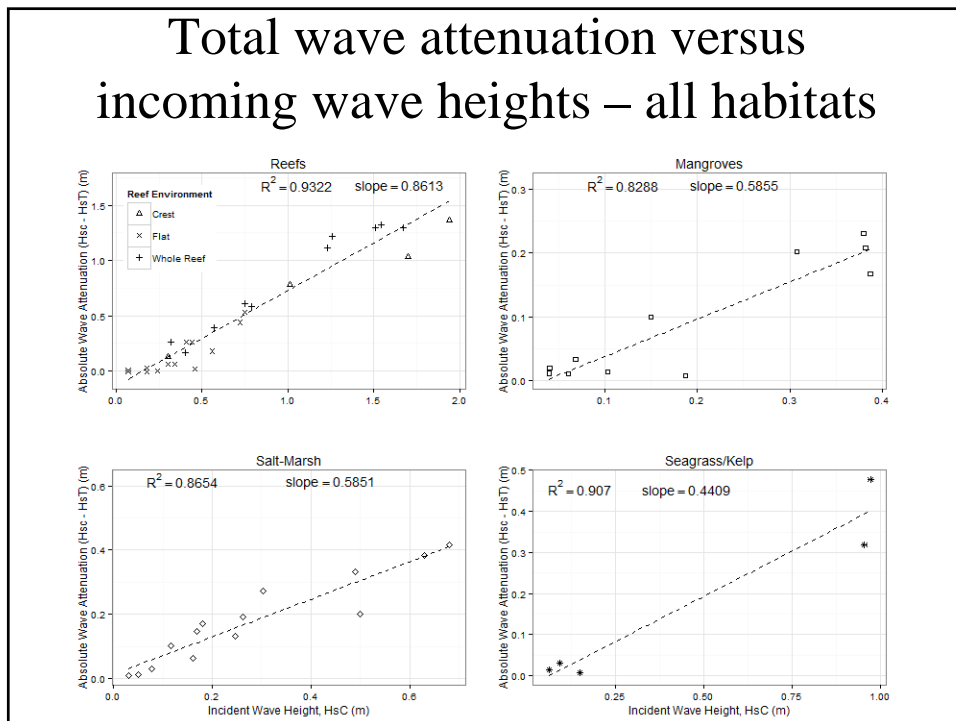 Total wave attenuation versus
incoming wave heights – all habitats
Reefs
R² = 0.9322 slope = 0.8613
Reef Environment
Crest
Flat
Whole Reef
Absolute Wave Attenuation (Hsc - HsT) (m)
0.0
0.5
1.0
1.5
0.0 0.5 1.0 1.5 2.0
Mangroves
R² = 0.8288 slope = 0.5855
Absolute Wave Attenuation (Hsc - HsT) (m)
0.3
0.2
0.1
0.0
0.1 0.2 0.3 0.4
Salt-Marsh
R² = 0.8654 slope = 0.5851
Absolute Wave Attenuation (Hsc - HsT) (m)
0.6
0.4
0.2
0.0
0.0 0.2 0.4 0.6
Incident Wave Height, HsC (m)
Seagrass/Kelp
R² = 0.907 slope = 0.4409
Absolute Wave Attenuation (Hsc - HsT) (m)
0.5
0.4
0.3
0.2
0.1
0.0
0.25 0.50 0.75 1.00
Incident Wave Height, HsC (m)